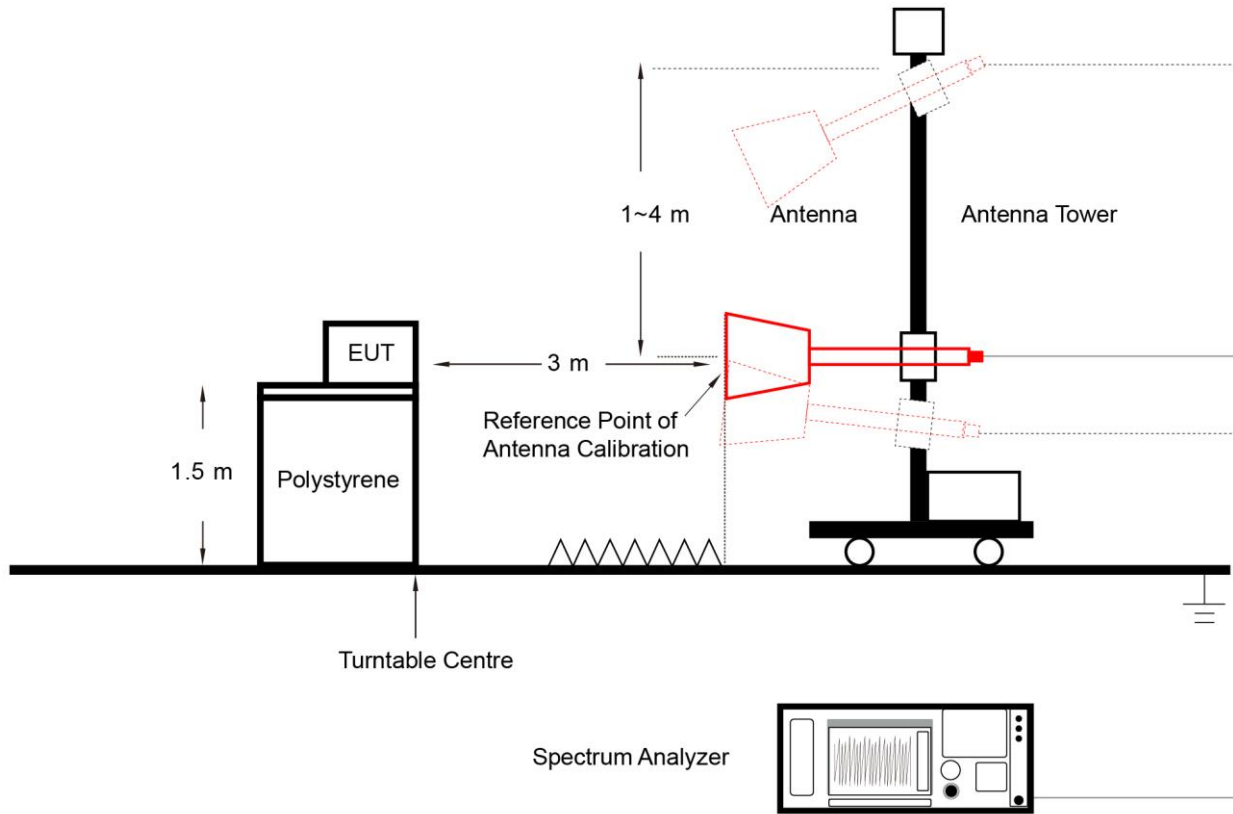 1~4 m
Antenna
Antenna Tower
EUT
3 m
Reference Point of
Antenna Calibration
1.5 m
Polystyrene
Turntable Centre
Spectrum Analyzer